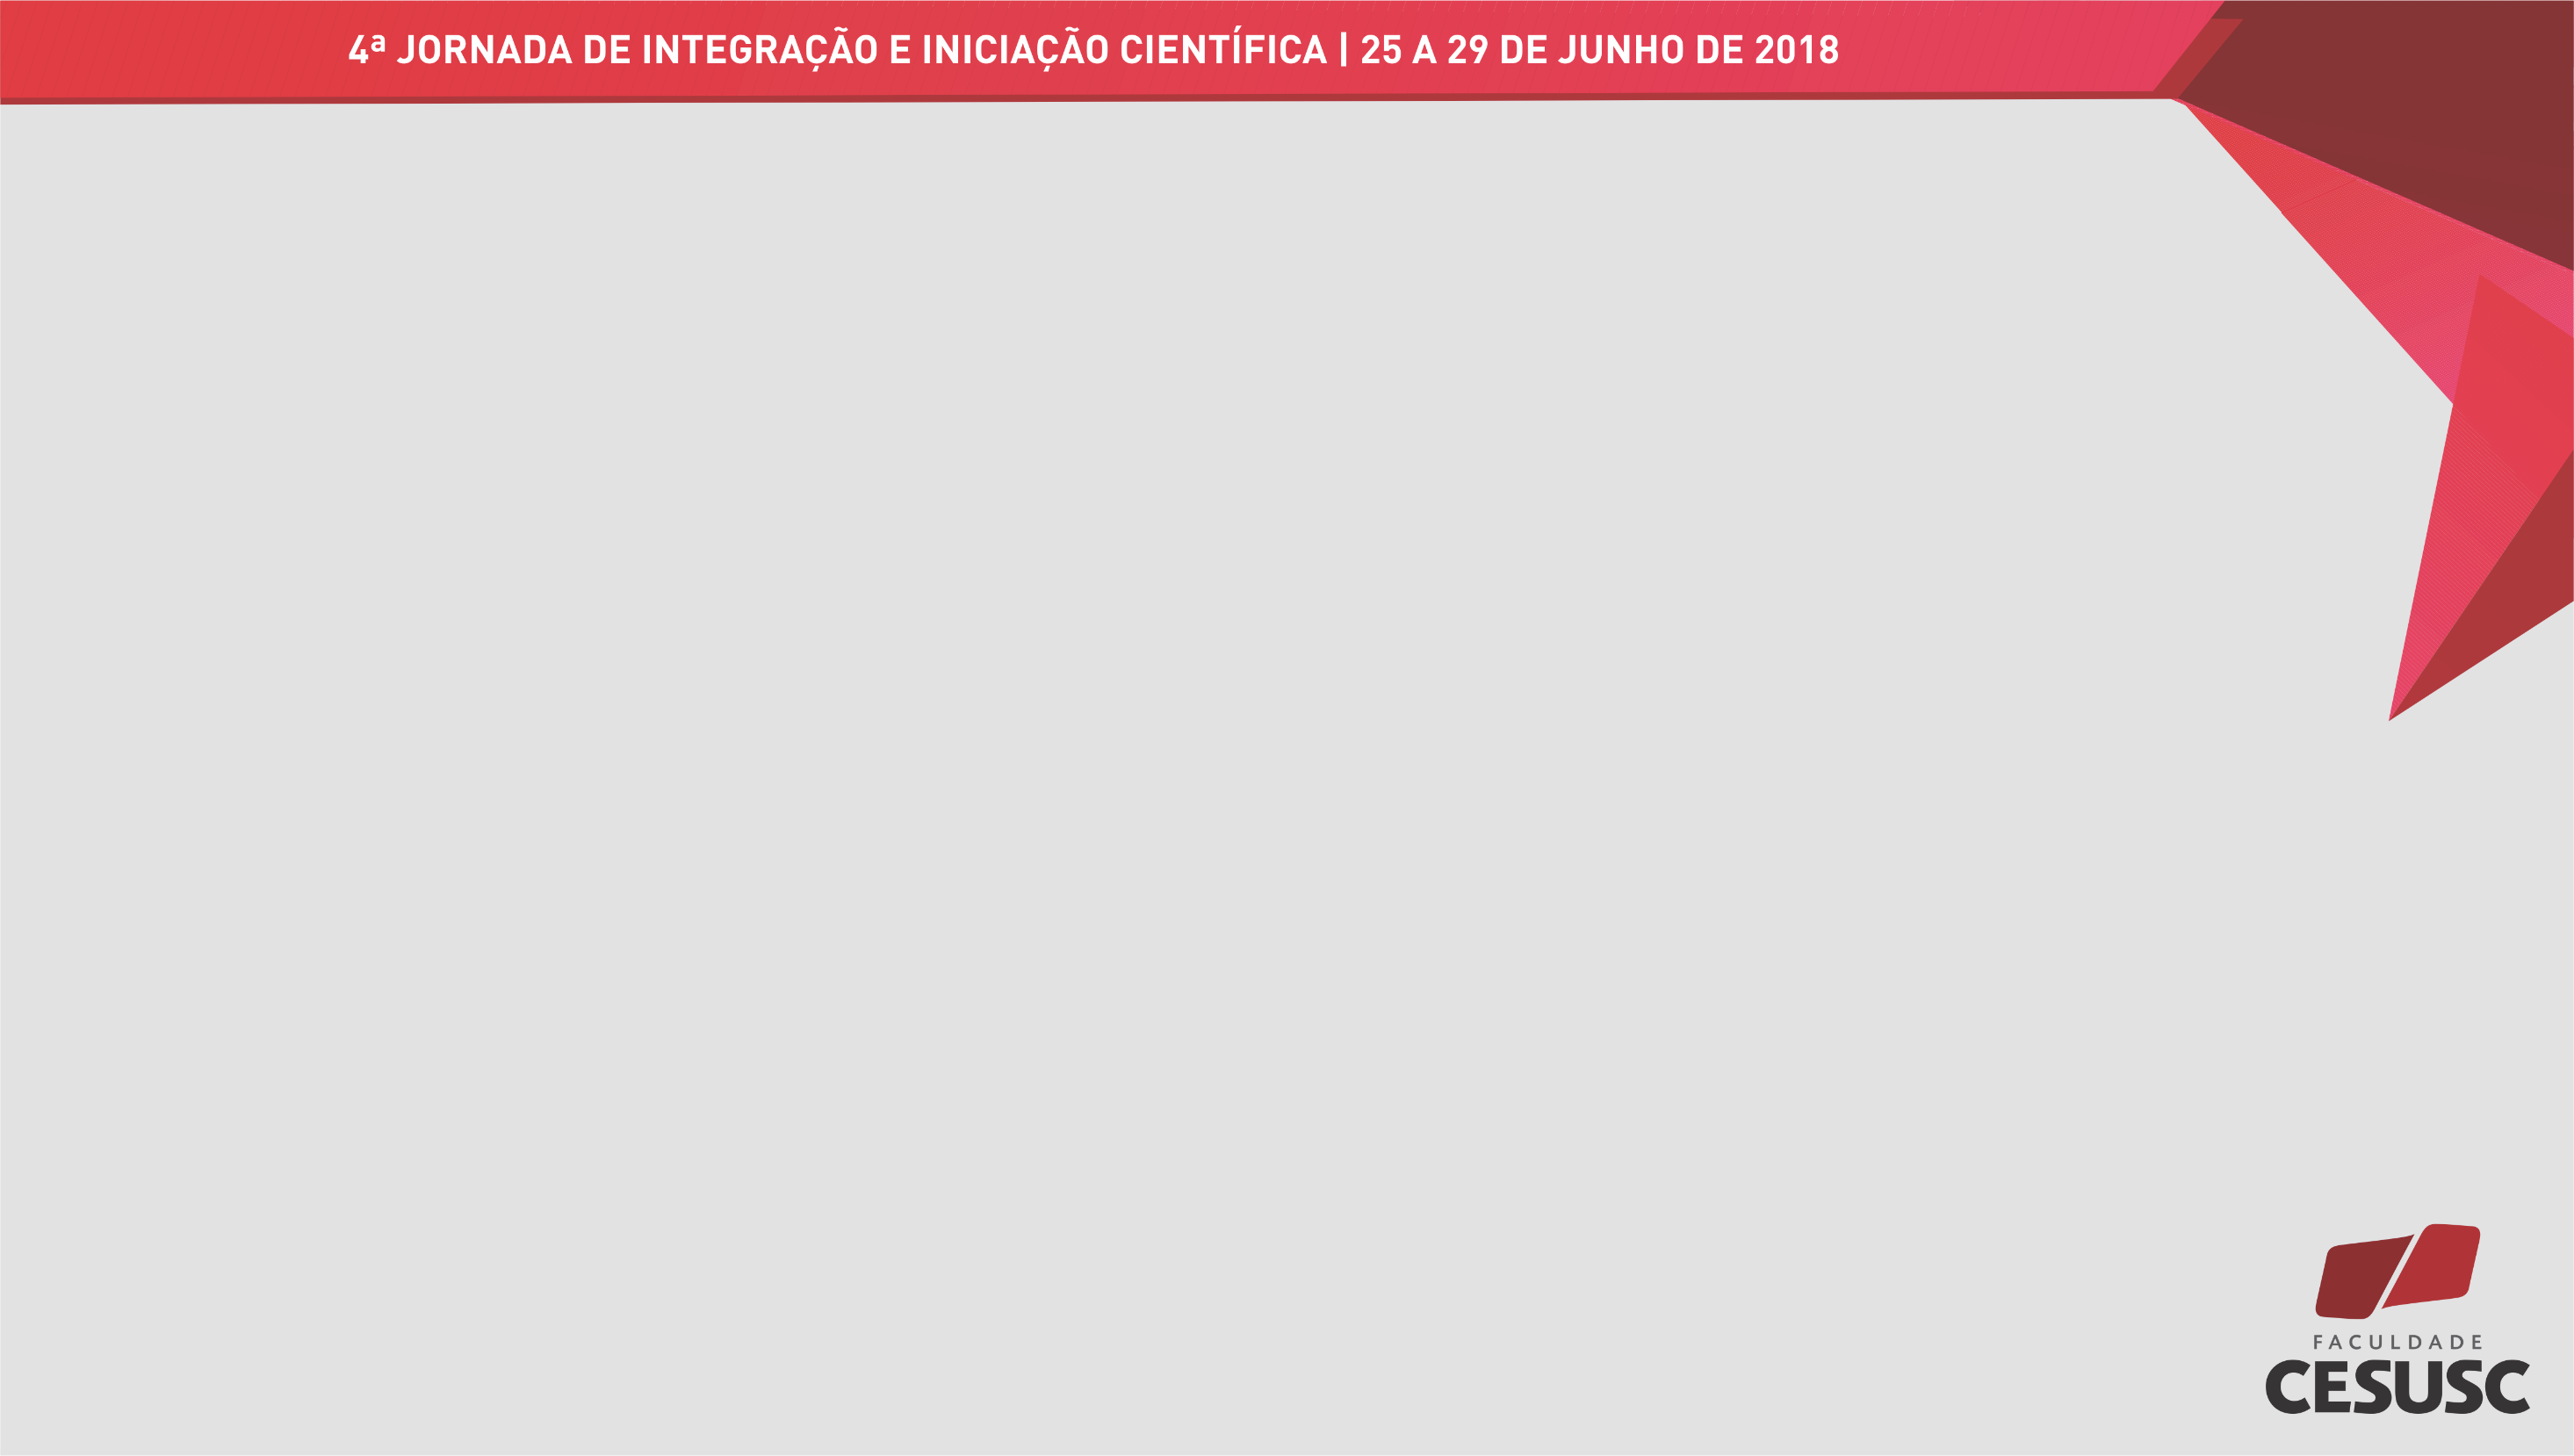 4ª JORNADA DE INTEGRAÇÃO E INICIAÇÃO CIENTÍFICA | 25 A 29 DE JUNHO DE 2018
FACULDADE
CESUSC